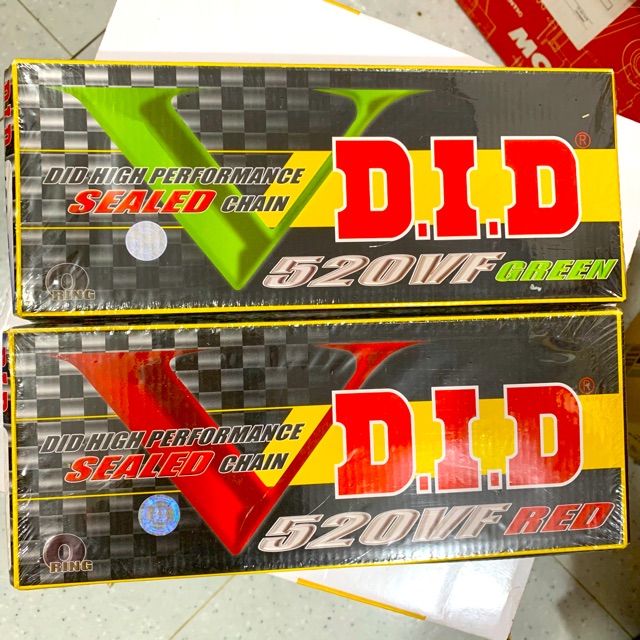 DID HIGH PERFORMANCE
SEALED CHAIN
D.I.D®
520VF GREEN
O
RING
DID HIGH PERFORMANCE
SEALED CHAIN
D.I.D®
520VF RED
O
RING